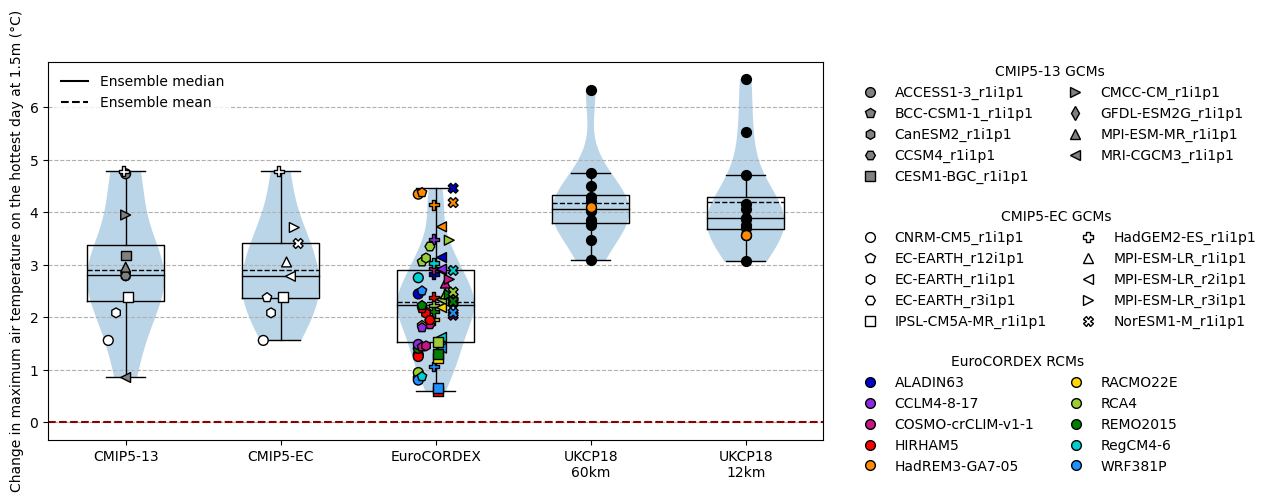 Change in maximum air temperature on the hottest day at 1.5m (°C)
Ensemble median
Ensemble mean
6
5
4
3
2
1
0
CMIP5-13
CMIP5-EC
EuroCORDEX
UKCP18
60km
UKCP18
12km
CMIP5-13 GCMs
ACCESS1-3_r1i1p1
BCC-CSM1-1_r1i1p1
CanESM2_r1i1p1
CCSM4_r1i1p1
CESM1-BGC_r1i1p1
CMCC-CM_r1i1p1
GFDL-ESM2G_r1i1p1
MPI-ESM-MR_r1i1p1
MRI-CGCM3_r1i1p1
CMIP5-EC GCMs
CNRM-CM5_r1i1p1
EC-EARTH_r12i1p1
EC-EARTH_r1i1p1
EC-EARTH_r3i1p1
IPSL-CM5A-MR_r1i1p1
HadGEM2-ES_r1i1p1
MPI-ESM-LR_r1i1p1
MPI-ESM-LR_r2i1p1
MPI-ESM-LR_r3i1p1
NorESM1-M_r1i1p1
EuroCORDEX RCMs
ALADIN63
CCLM4-8-17
COSMO-crCLIM-v1-1
HIRHAM5
HadREM3-GA7-05
RACMO22E
RCA4
REMO2015
RegCM4-6
WRF381P